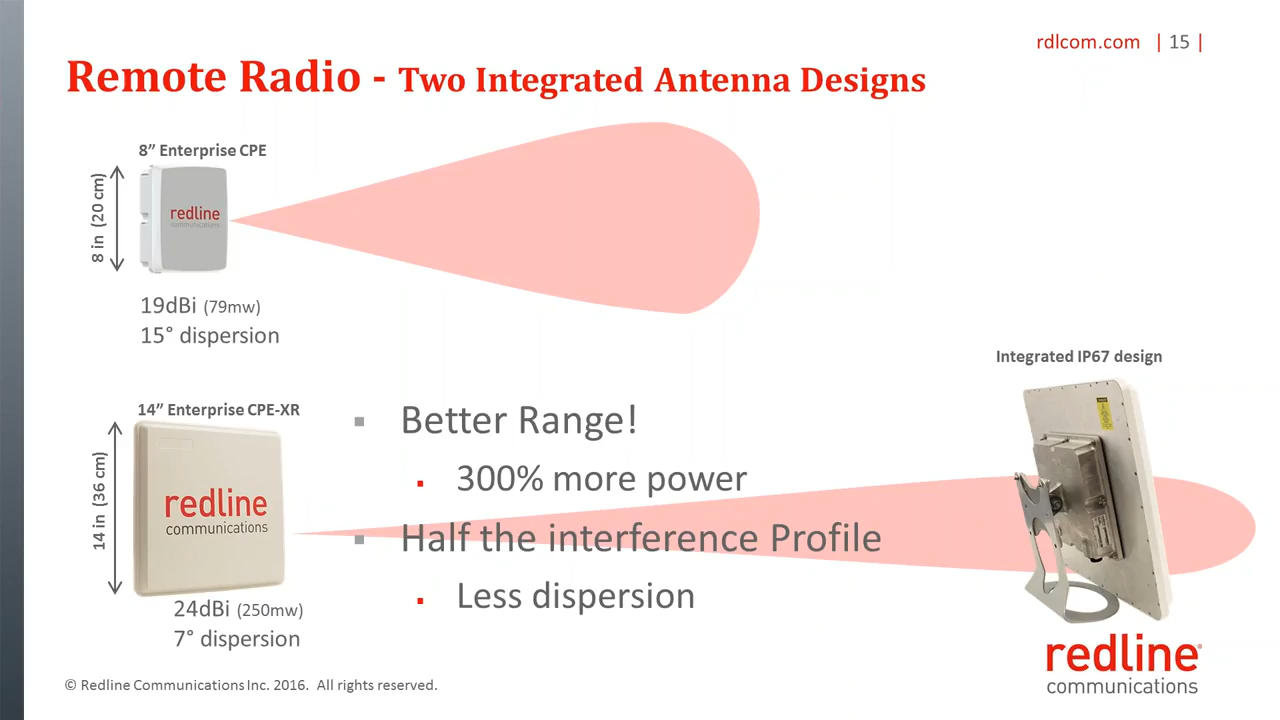 rdlcom.com | 15 |
Remote Radio - Two Integrated Antenna Designs
8” Enterprise CPE
8 in (20 cm)
redline
communications
19dBi (79mw)
15° dispersion
Integrated IP67 design
14” Enterprise CPE-XR
14 in (36 cm)
redline
communications
24dBi (250mw)
7° dispersion
▪ Better Range!
▪ 300% more power
▪ Half the interference Profile
▪ Less dispersion
redline
communications
© Redline Communications Inc. 2016. All rights reserved.